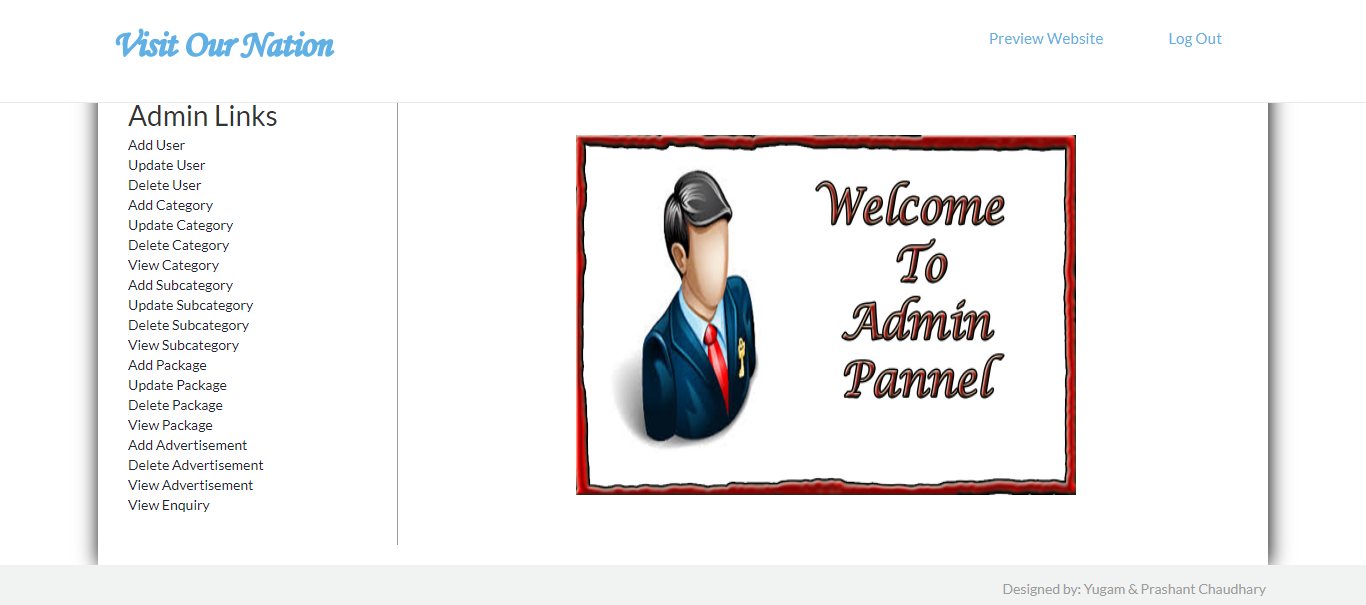 Visit Our Nation
Preview Website
Log Out
Admin Links
Add User
Update User
Delete User
Add Category
Update Category
Delete Category
View Category
Add Subcategory
Update Subcategory
Delete Subcategory
View Subcategory
Add Package
Update Package
Delete Package
View Package
Add Advertisement
Delete Advertisement
View Advertisement
View Enquiry
Welcome
To
Admin
Pannel
Designed by: Yugam & Prashant Chaudhary